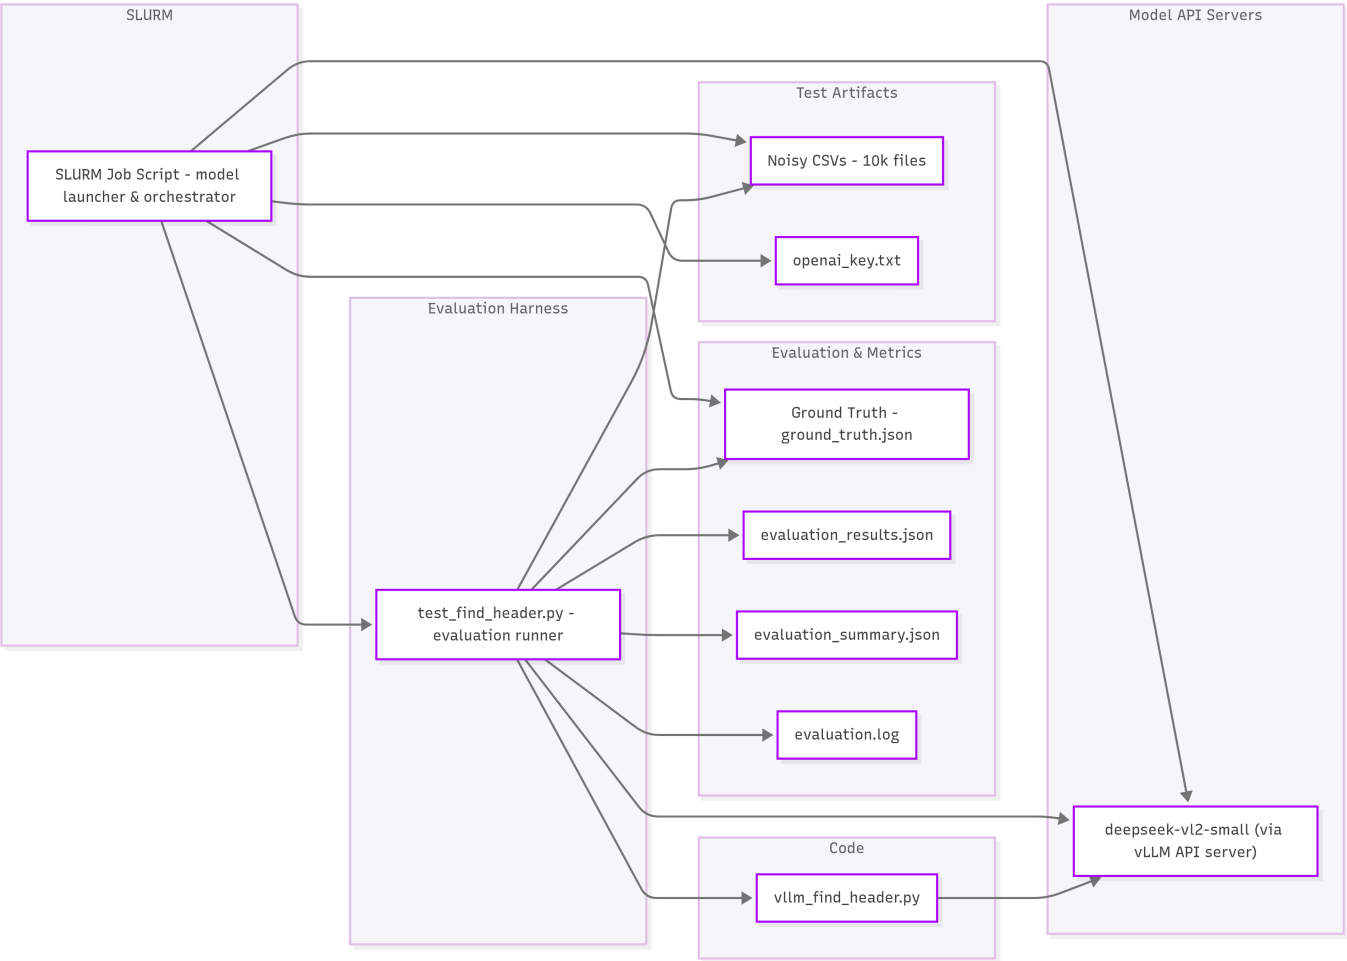 SLURM
SLURM Job Script - model
launcher & orchestrator
Evaluation Harness
test_find_header.py -
evaluation runner
Test Artifacts
Noisy CSVs - 10k files
openai_key.txt
Evaluation & Metrics
Ground Truth -
ground_truth.json
evaluation_results.json
evaluation_summary.json
evaluation.log
Code
vllm_find_header.py
Model API Servers
deepseek-vl2-small (via
vLLM API server)